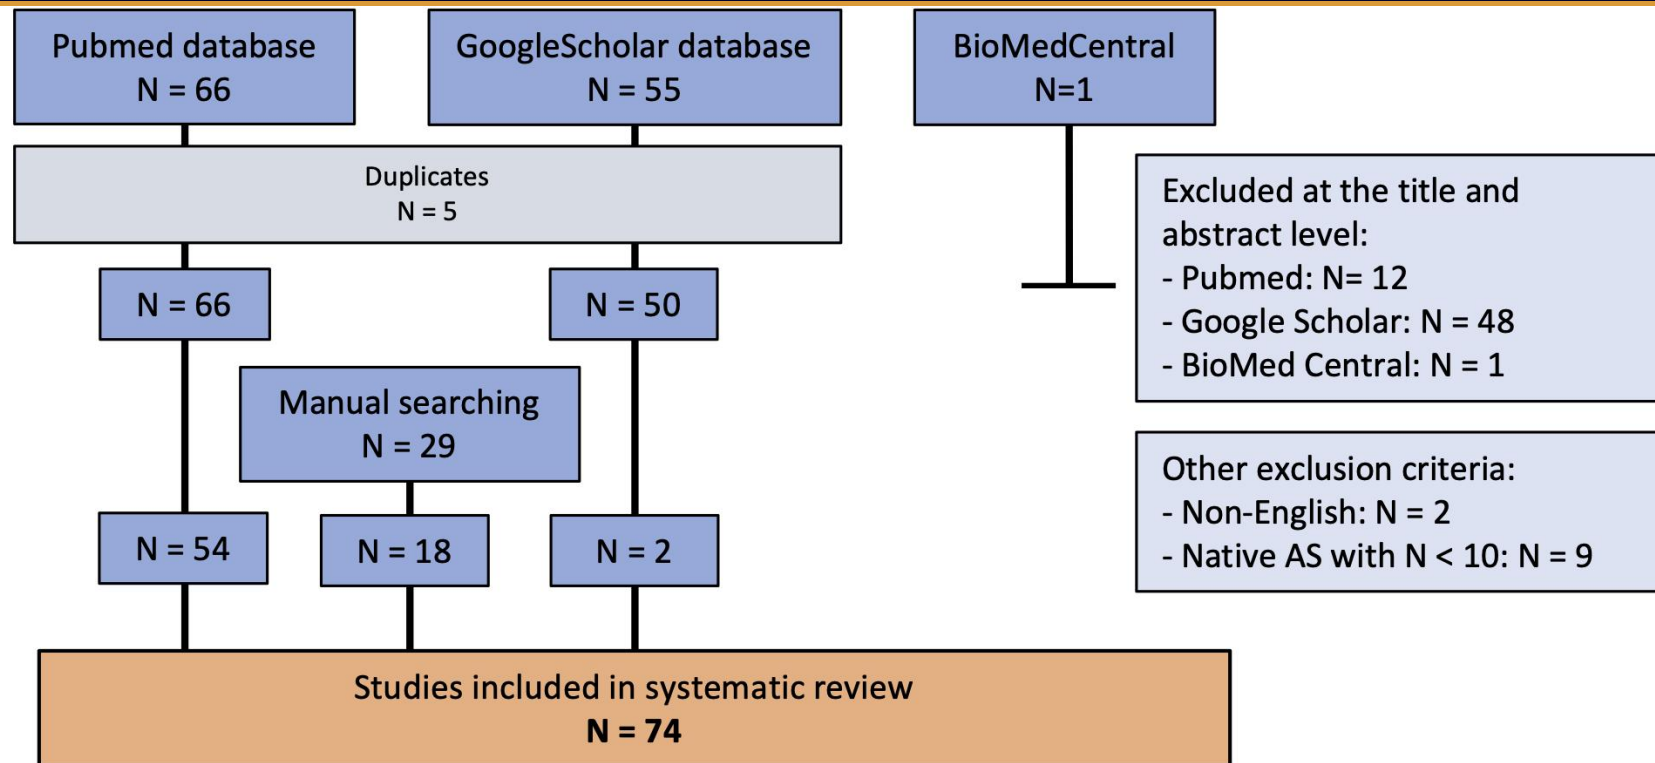 Pubmed database
N = 66
GoogleScholar database
N = 55
BioMedCentral
N=1
Duplicates
N = 5
Excluded at the title and
abstract level:
- Pubmed: N= 12
- Google Scholar: N = 48
- BioMed Central: N = 1
N = 66
N = 50
Manual searching
N = 29
Other exclusion criteria:
- Non-English: N = 2
- Native AS with N < 10: N = 9
N = 54
N = 18
N = 2
Studies included in systematic review
N = 74